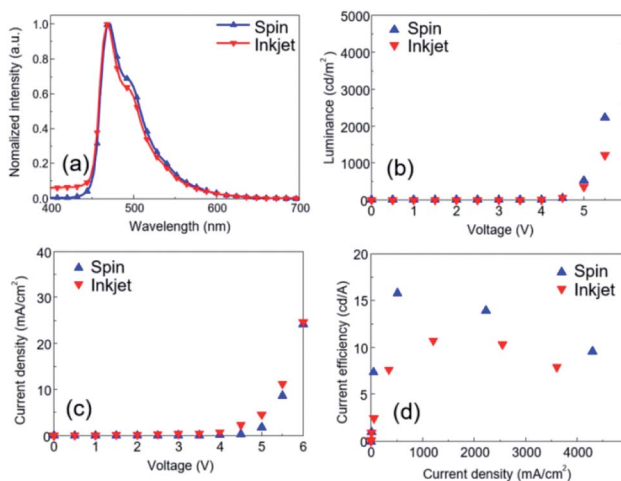 Nomalized intensity (a.u.)
1.0
0.8
0.6
0.4
0.2
0.0
Spin
Inkjet
(a)
400 500 600 700
Wavelength (nm)
Luminance (cd/m²)
5000
4000
3000
2000
1000
0
Spin
Inkjet
(b)
0 1 2 3 4 5
Voltage (V)
Current density (mA/cm²)
40
30
20
10
0
Spin
Inkjet
(c)
0 1 2 3 4 5 6
Voltage (V)
Current efficiency (cd/A)
20
15
10
5
0
Spin
Inkjet
(d)
0 1000 2000 3000 4000
Current density (mA/cm²)